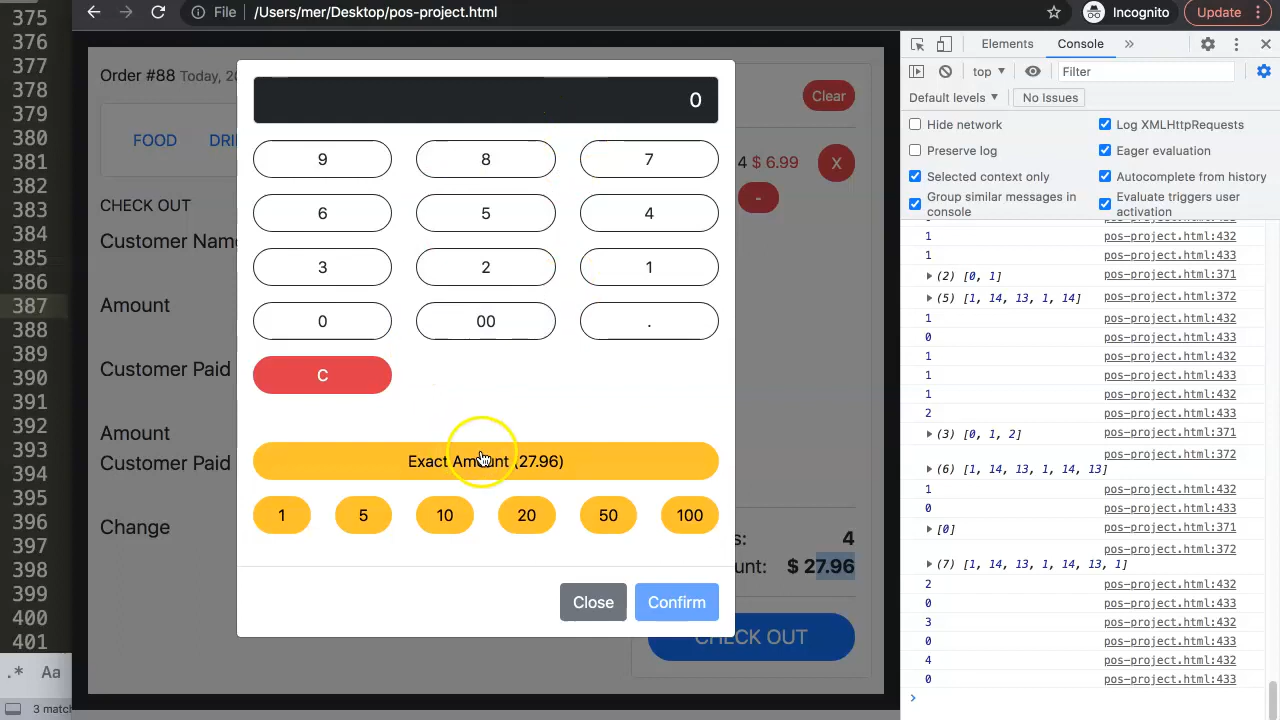 375
376
377
378
379
380
381
382
383
384
385
386
387
388
389
390
391
392
393
394
395
396
397
398
399
400
401
.* Aa
3 match
File /Users/mer/Desktop/pos-project.html
Incognito
Update
Order #88 Today, 20
FOOD
CHECK OUT
Customer Name
Amount
Customer Paid
Amount
Customer Paid
Change
0
9 8 7
6 5 4
3 2 1
0 00 .
C
Exact Amount (27.96)
1 5 10 20 50 100
Close
Confirm
Clear
4 $ 6.99 X
-
s: 4
unt: $ 27.96
CHECK OUT
Elements
Console
top
Filter
Default levels
No Issues
Hide network
Log XMLHttpRequests
Preserve log
Eager evaluation
Selected context only
Autocomplete from history
Group similar messages in
console
Evaluate triggers user
activation
1 pos-project.html:432
1 pos-project.html:433
(2) [0, 1] pos-project.html:371
(5) [1, 14, 13, 1, 14] pos-project.html:372
1 pos-project.html:432
0 pos-project.html:433
1 pos-project.html:432
1 pos-project.html:433
1 pos-project.html:432
2 pos-project.html:433
(3) [0, 1, 2] pos-project.html:371
pos-project.html:372
(6) [1, 14, 13, 1, 14, 13]
1 pos-project.html:432
0 pos-project.html:433
[0] pos-project.html:371
pos-project.html:372
(7) [1, 14, 13, 1, 14, 13, 1]
2 pos-project.html:432
0 pos-project.html:433
3 pos-project.html:432
0 pos-project.html:433
4 pos-project.html:432
0 pos-project.html:433